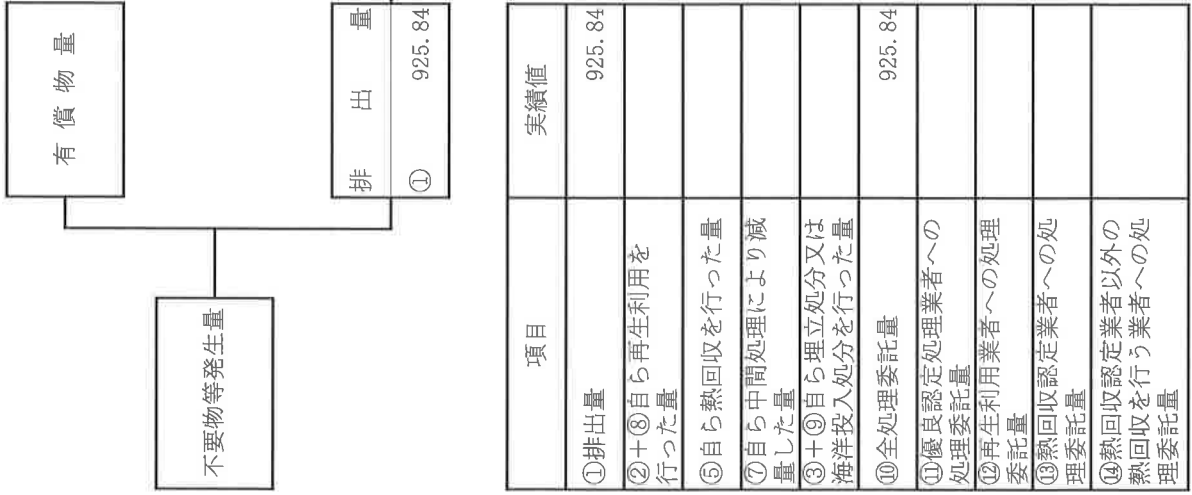 有償物量
不要物等発生量
排出量
① 925.84
項目 実績値
①排出量 925.84
②+⑧自ら再生利用を
行った量
⑤自ら熱回収を行った量
⑦自ら中間処理により減
量した量
③+⑨自ら埋立処分又は
海洋投入処分を行った量
⑩全処理委託量 925.84
⑪優良認定処理業者への
処理委託量
⑫再生利用業者への処理
委託量
⑬熱回収認定業者への処
理委託量
⑭熱回収認定業者以外の
熱回収を行う業者への処
理委託量